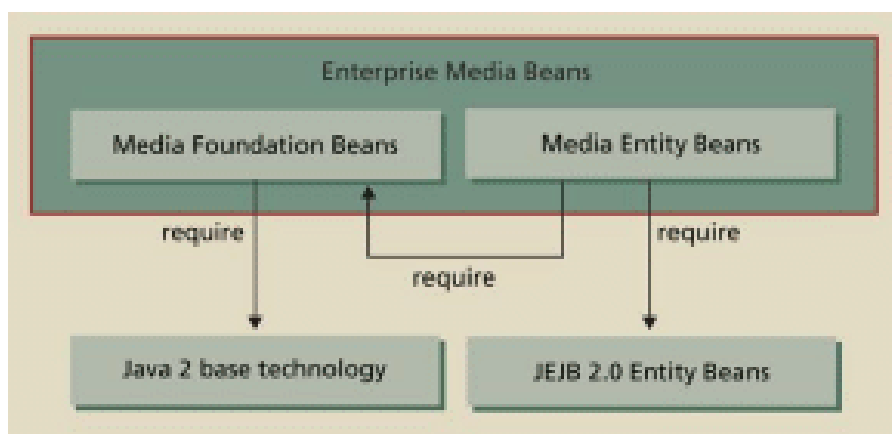 Enterprise Media Beans
Media Foundation Beans
Media Entity Beans
require
require
require
Java 2 base technology
JEJB 2.0 Entity Beans